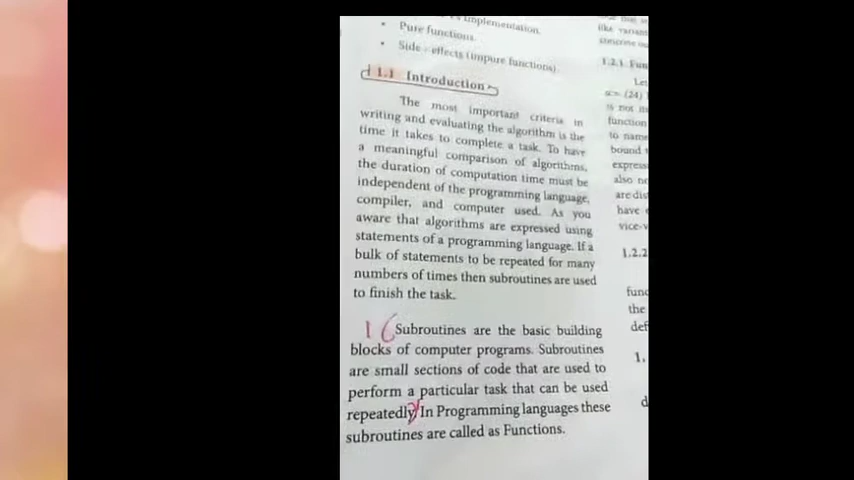 implementation.
• Pure functions.
• Side - effects (impure functions)
1.1 Introduction
The most important criteria in
writing and evaluating the algorithm is the
time it takes to complete a task. To have
a meaningful comparison of algorithms,
the duration of computation time must be
independent of the programming language,
compiler, and computer used. As you
aware that algorithms are expressed using
statements of a programming language. If a
bulk of statements to be repeated for many
numbers of times then subroutines are used
to finish the task.
1 Subroutines are the basic building
blocks of computer programs. Subroutines
are small sections of code that are used to
perform a particular task that can be used
repeatedly. In Programming languages these
subroutines are called as Functions.
like variant
1.2.1 Fun
Let
(24)
is not
function
to name
bound
express
also
are dis
have
vice-v
1.2.2
func
the
def
1.
d